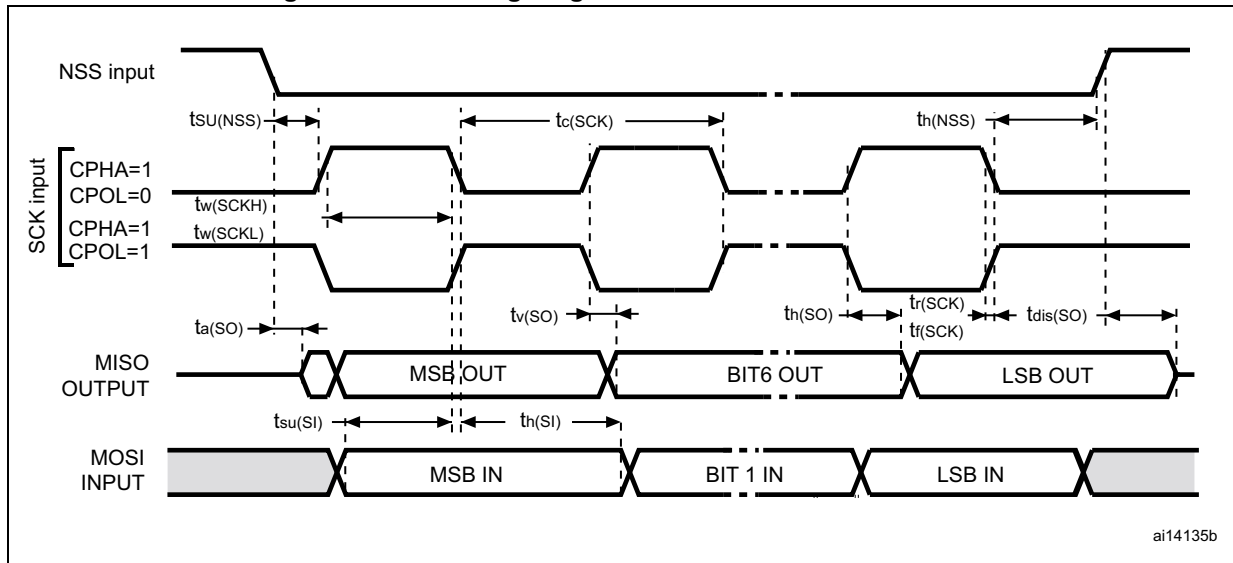 NSS input
tSU(NSS)
tc(SCK)
th(NSS)
SCK input
CPHA=1
CPOL=0
tw(SCKH)
CPHA=1
tw(SCKL)
CPOL=1
ta(SO)
tv(SO)
th(SO)
tr(SCK)
tf(SCK)
tdis(SO)
MISO
OUTPUT
MSB OUT
BIT6 OUT
LSB OUT
tsu(SI)
th(SI)
MOSI
INPUT
MSB IN
BIT 1 IN
LSB IN
ai14135b